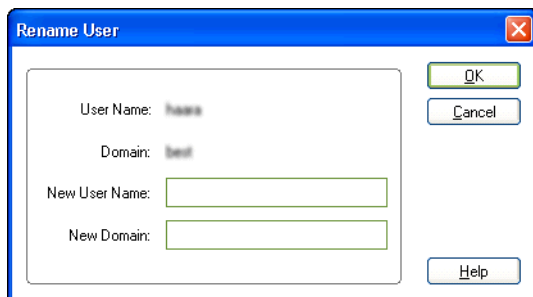 Rename User
OK
User Name:
Cancel
Domain:
New User Name:
New Domain:
Help